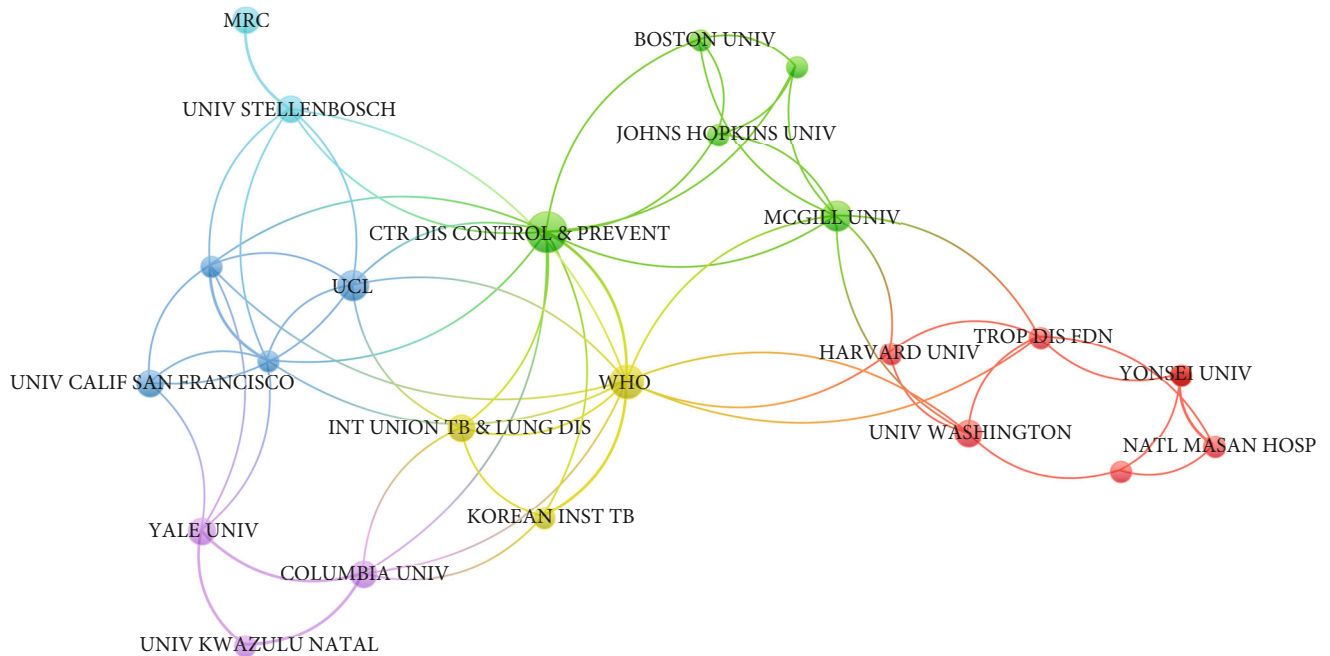 MRC
BOSTON UNIV
UNIV STELLENBOSCH
JOHNS HOPKINS UNIV
MCGILL UNIV
CTR DIS CONTROL & PREVENT
UCL
TROP DIS FDN
HARVARD UNIV
YONSEI UNIV
UNIV CALIF SAN FRANCISCO
WHO
INT UNION TB & LUNG DIS
UNIV WASHINGTON
NATL MASAN HOSP
KOREAN INST TB
YALE UNIV
COLUMBIA UNIV
UNIV KWAZULU NATAL